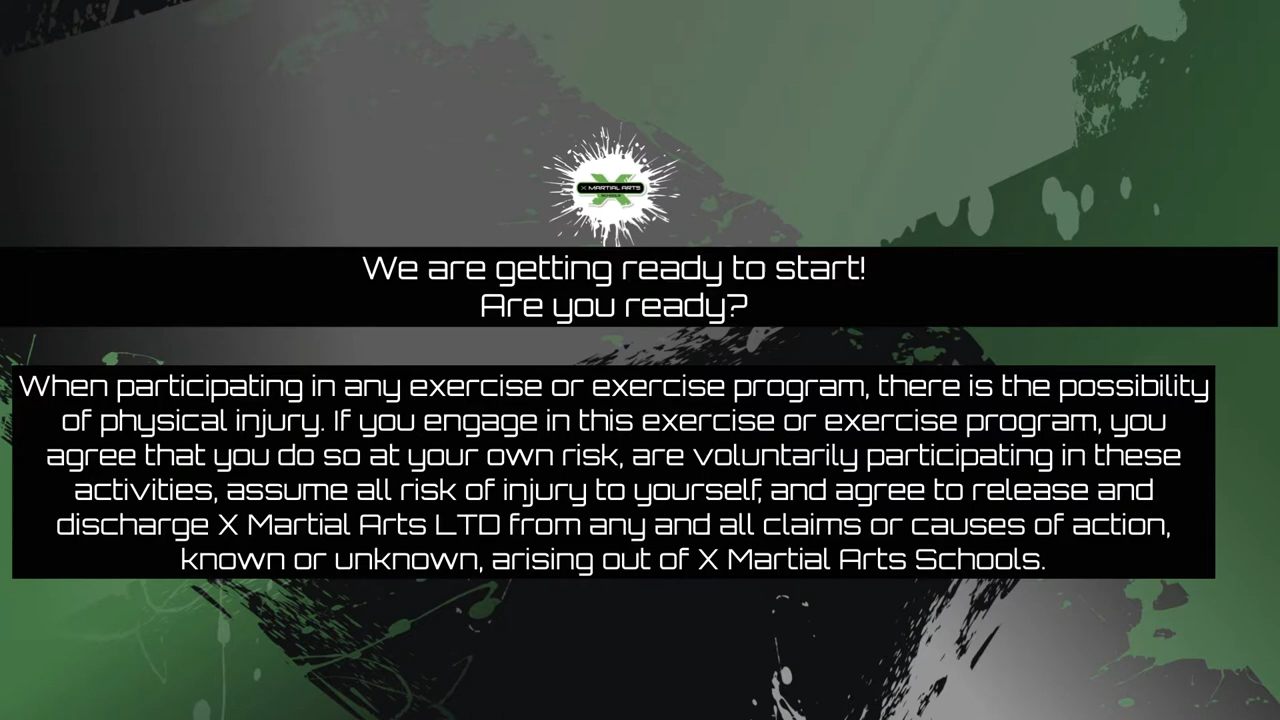 X MARTIAL ARTS
SCHOOLS
We are getting ready to start!
Are you ready?
When participating in any exercise or exercise program, there is the possibility
of physical injury. If you engage in this exercise or exercise program, you
agree that you do so at your own risk, are voluntarily participating in these
activities, assume all risk of injury to yourself, and agree to release and
discharge X Martial Arts LTD from any and all claims or causes of action,
known or unknown, arising out of X Martial Arts Schools.